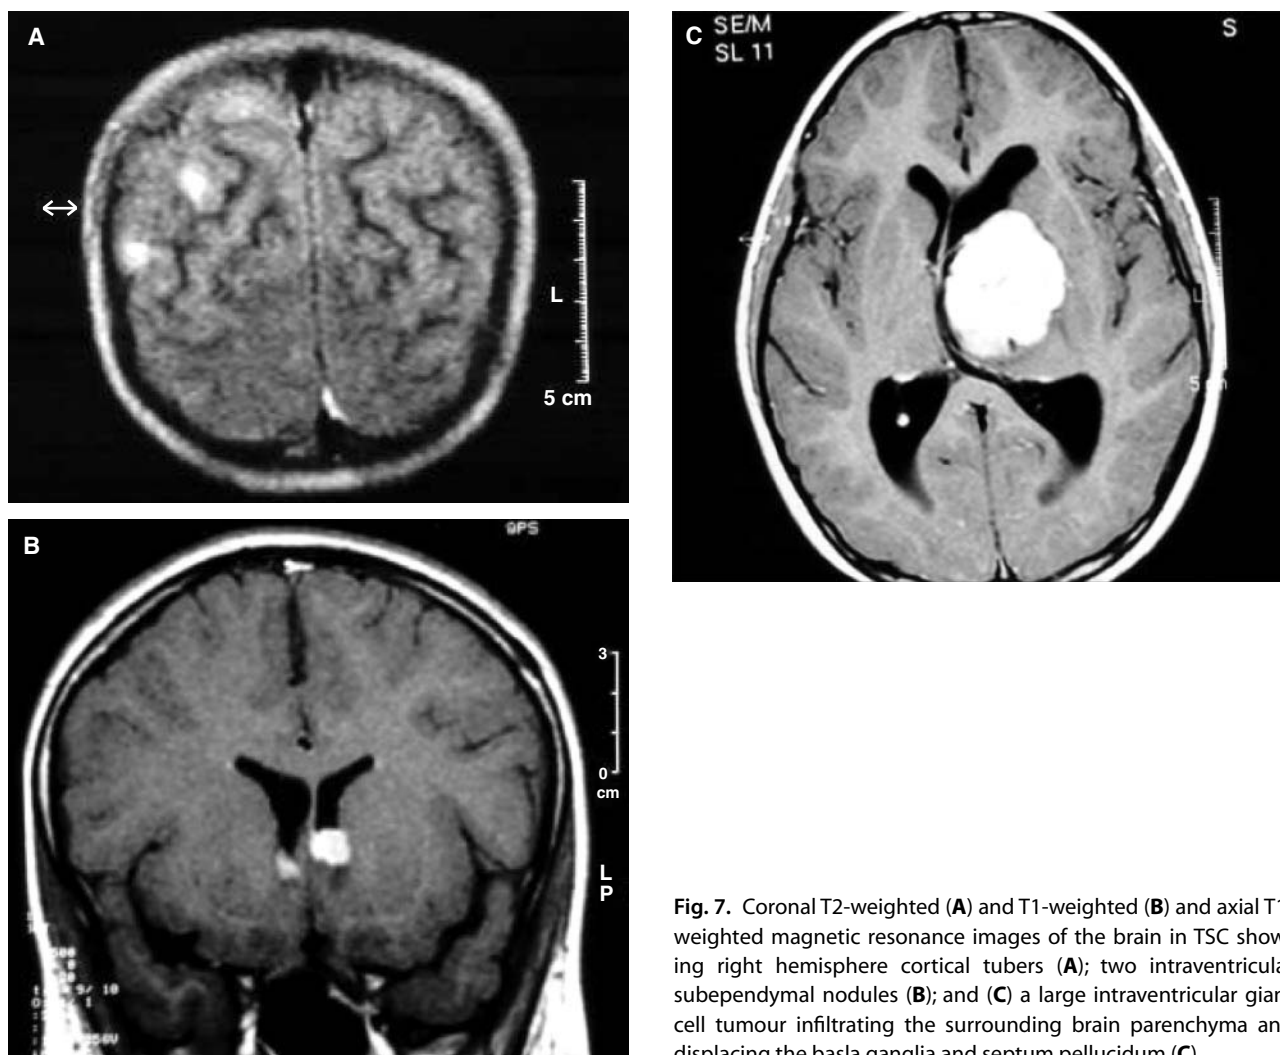 A
L
5 cm
B
9PS
3
0
cm
L
P
C
SE/M
SL 11
S
L
5
Fig. 7. Coronal T2-weighted (A) and T1-weighted (B) and axial T1
weighted magnetic resonance images of the brain in TSC show
ing right hemisphere cortical tubers (A); two intraventricula
subependymal nodules (B); and (C) a large intraventricular gian
cell tumour infiltrating the surrounding brain parenchyma an
displacing the basla ganglia and septum pellucidum (C)